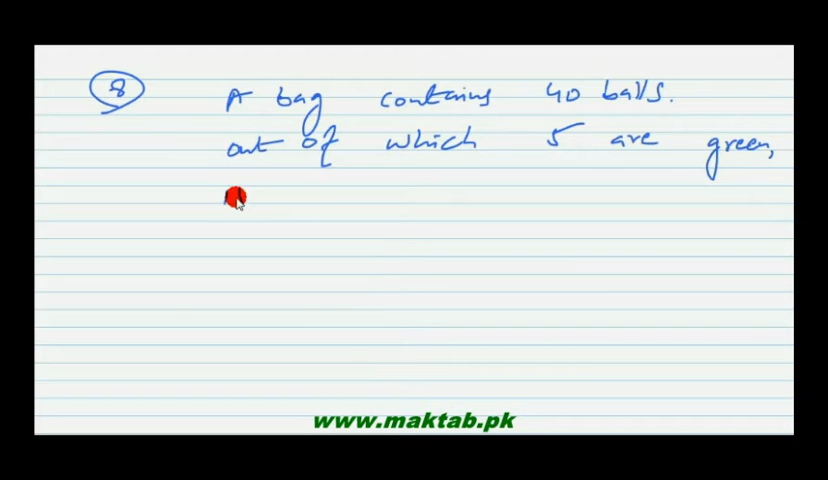 8 A bag contains 40 balls.
out of which 5 are green,
www.maktab.pk